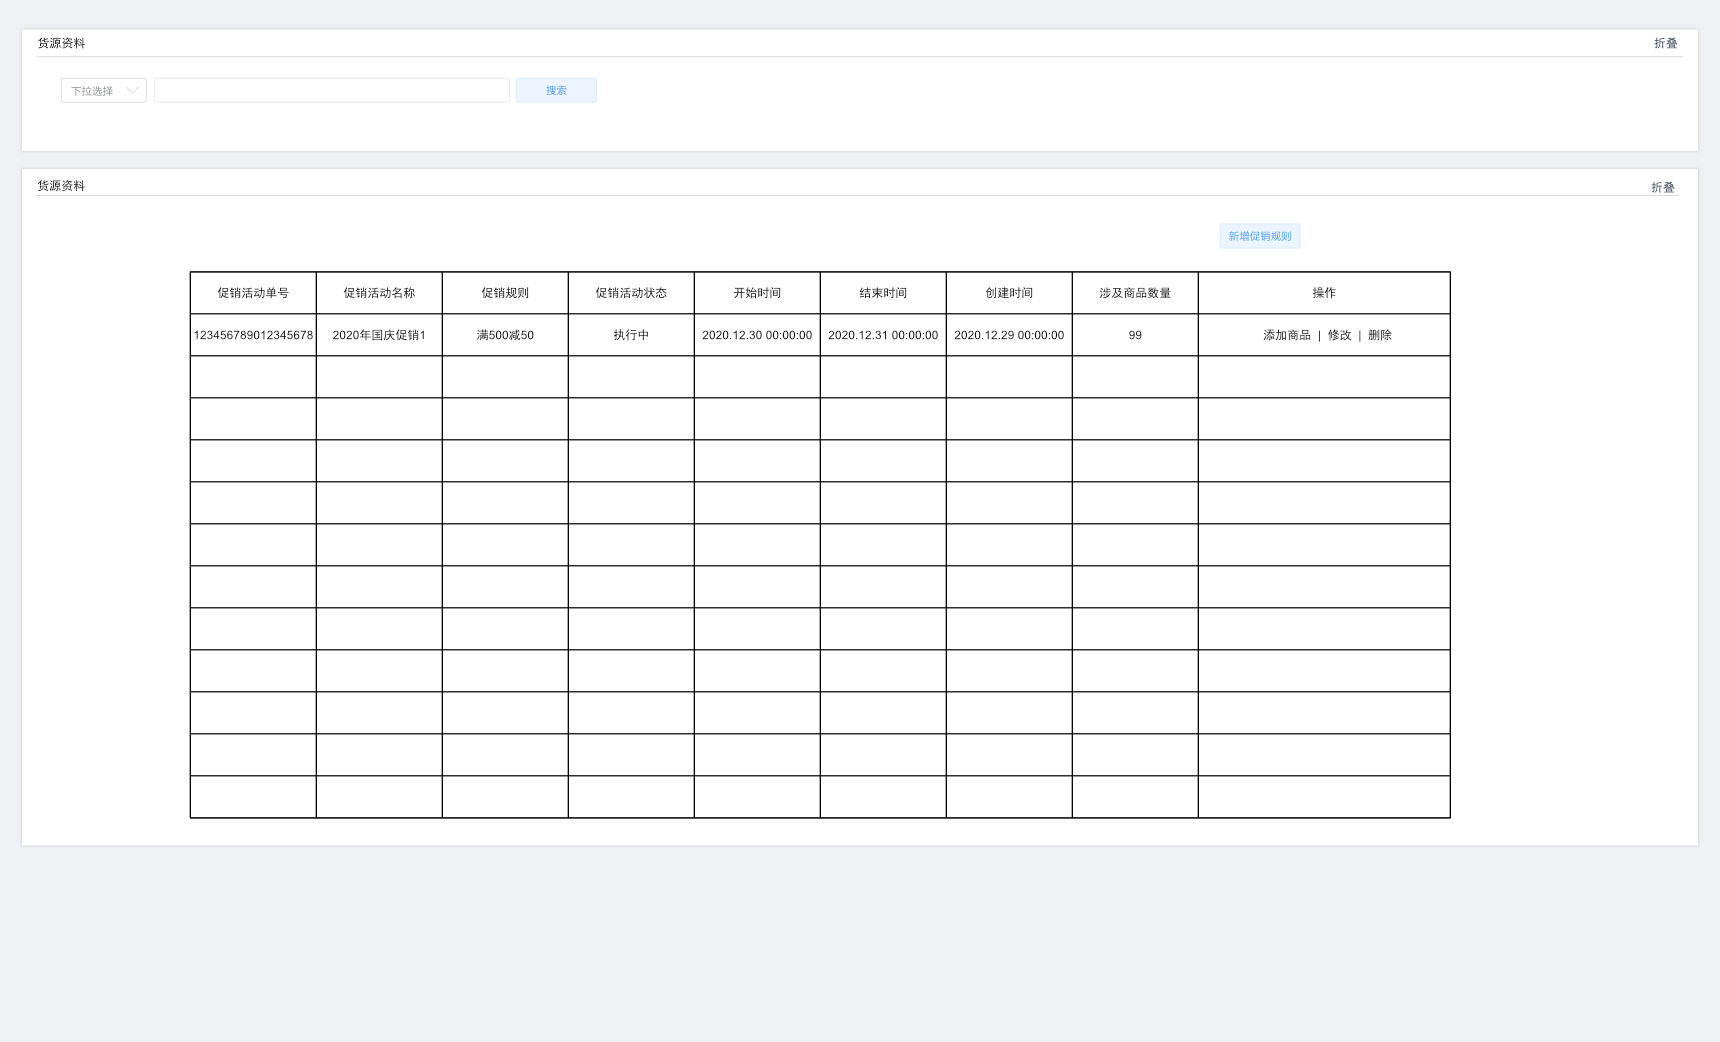 货源资料 折叠
下拉选择 搜索
货源资料 折叠
新增促销规则
促销活动单号 促销活动名称 促销规则 促销活动状态 开始时间 结束时间 创建时间 涉及商品数量 操作
123456789012345678 2020年国庆促销1 满500减50 执行中 2020.12.30 00:00:00 2020.12.31 00:00:00 2020.12.29 00:00:00 99 添加商品 | 修改 | 删除